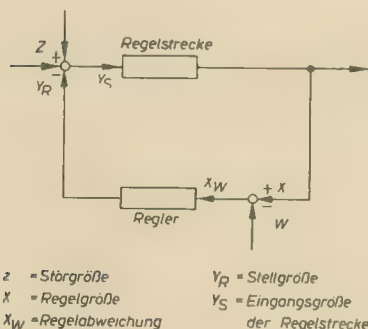 Regelstrecke
Z
+
−
Y_R
Y_S
X_W
+
−
X
W
Regler
z = Störgröße
X = Regelgröße
X_W = Regelabweichung
Y_R = Stellgröße
Y_S = Eingangsgröße
der Regelstrecke